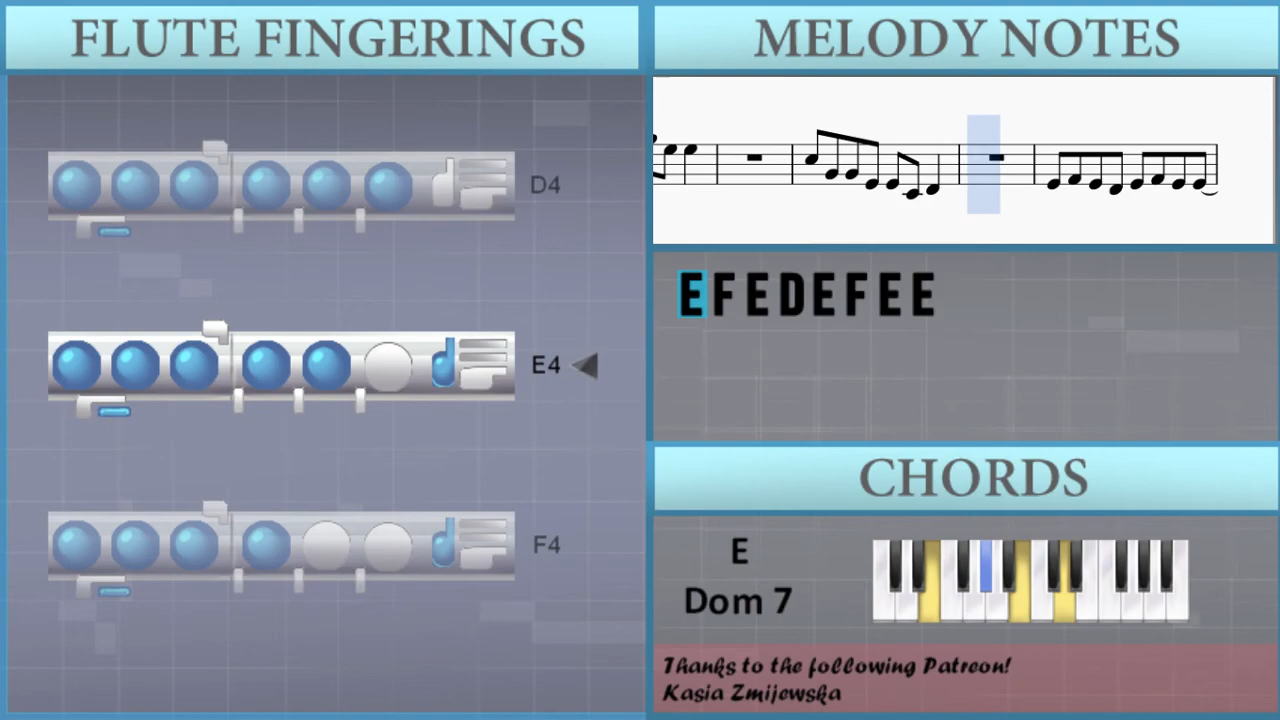 FLUTE FINGERINGS
D4
E4
F4
MELODY NOTES
EFEDEFEE
CHORDS
E
Dom 7
Thanks to the following Patreon!
Kasia Zmijewska